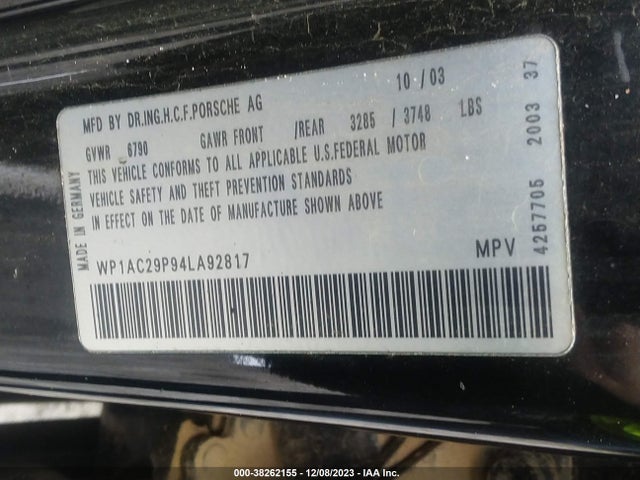 MFD BY DR.ING.H.C.F.PORSCHE AG 10 / 03
GVWR 6790 GAWR FRONT /REAR 3285 / 3748 LBS
THIS VEHICLE CONFORMS TO ALL APPLICABLE U.S.FEDERAL MOTOR
VEHICLE SAFETY AND THEFT PREVENTION STANDARDS
IN EFFECT ON THE DATE OF MANUFACTURE SHOWN ABOVE
MADE IN GERMANY
WP1AC29P94LA92817 MPV
4257705 2003 37
000-38262155 - 12/08/2023 - IAA Inc.